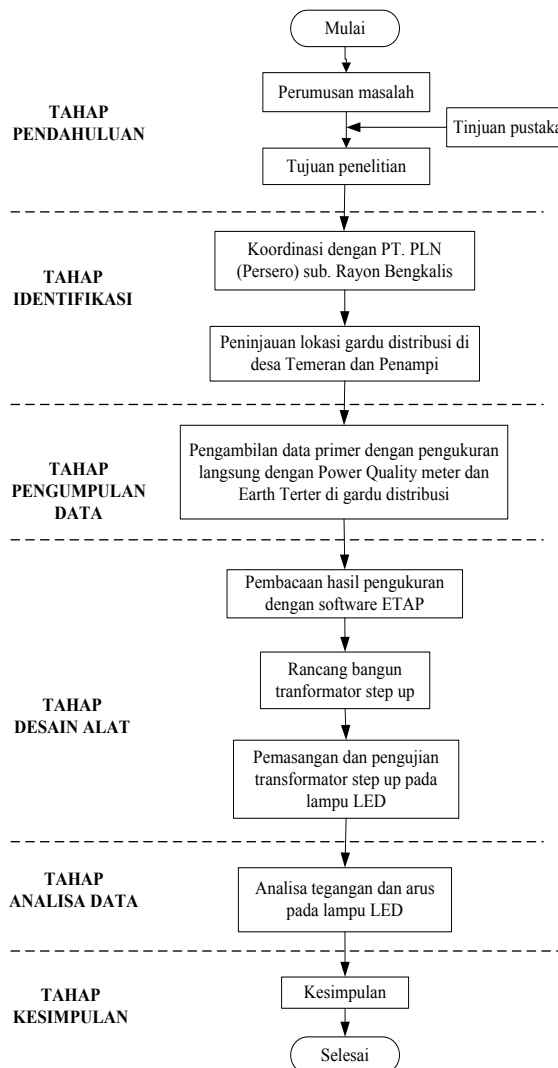 Mulai
TAHAP
PENDAHULUAN
Perumusan masalah
Tinjuan pustaka
Tujuan penelitian
TAHAP
IDENTIFIKASI
Koordinasi dengan PT. PLN
(Persero) sub. Rayon Bengkalis
Peninjauan lokasi gardu distribusi di
desa Temeran dan Penampi
TAHAP
PENGUMPULAN
DATA
Pengambilan data primer dengan pengukuran
langsung dengan Power Quality meter dan
Earth Terter di gardu distribusi
TAHAP
DESAIN ALAT
Pembacaan hasil pengukuran
dengan software ETAP
Rancang bangun
tranformator step up
Pemasangan dan pengujian
transformator step up pada
lampu LED
TAHAP
ANALISA DATA
Analisa tegangan dan arus
pada lampu LED
TAHAP
KESIMPULAN
Kesimpulan
Selesai